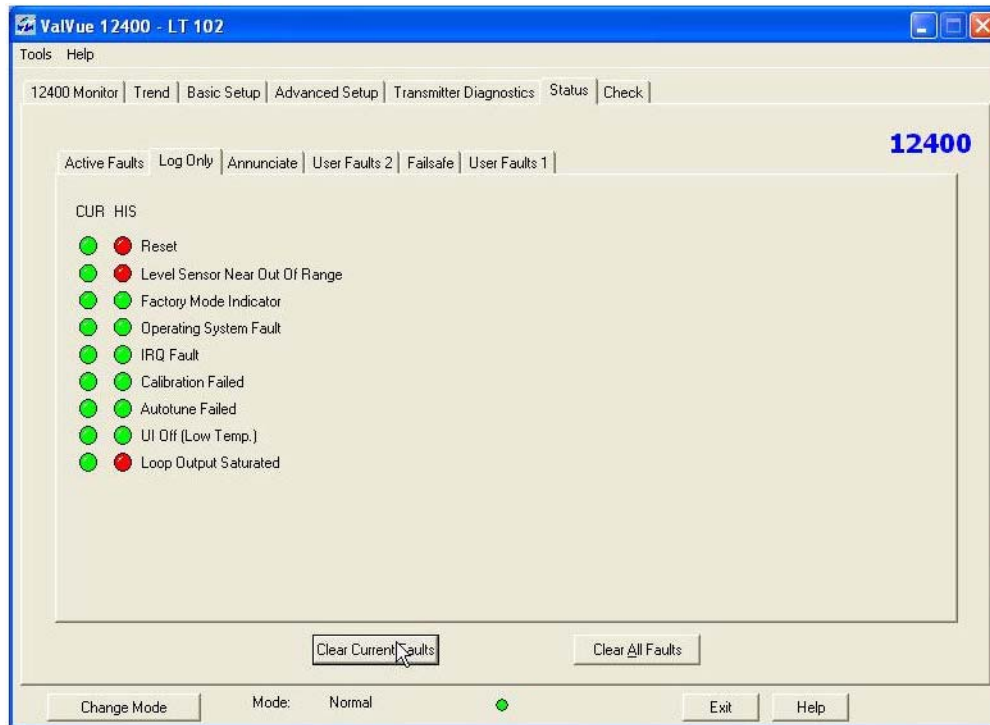 ValVue 12400 - LT 102
Tools Help
12400 Monitor Trend Basic Setup Advanced Setup Transmitter Diagnostics Status Check
12400
Active Faults Log Only Annunciate User Faults 2 Failsafe User Faults 1
CUR HIS
Reset
Level Sensor Near Out Of Range
Factory Mode Indicator
Operating System Fault
IRQ Fault
Calibration Failed
Autotune Failed
UI Off (Low Temp.)
Loop Output Saturated
Clear Current Faults Clear All Faults
Change Mode Mode: Normal Exit Help